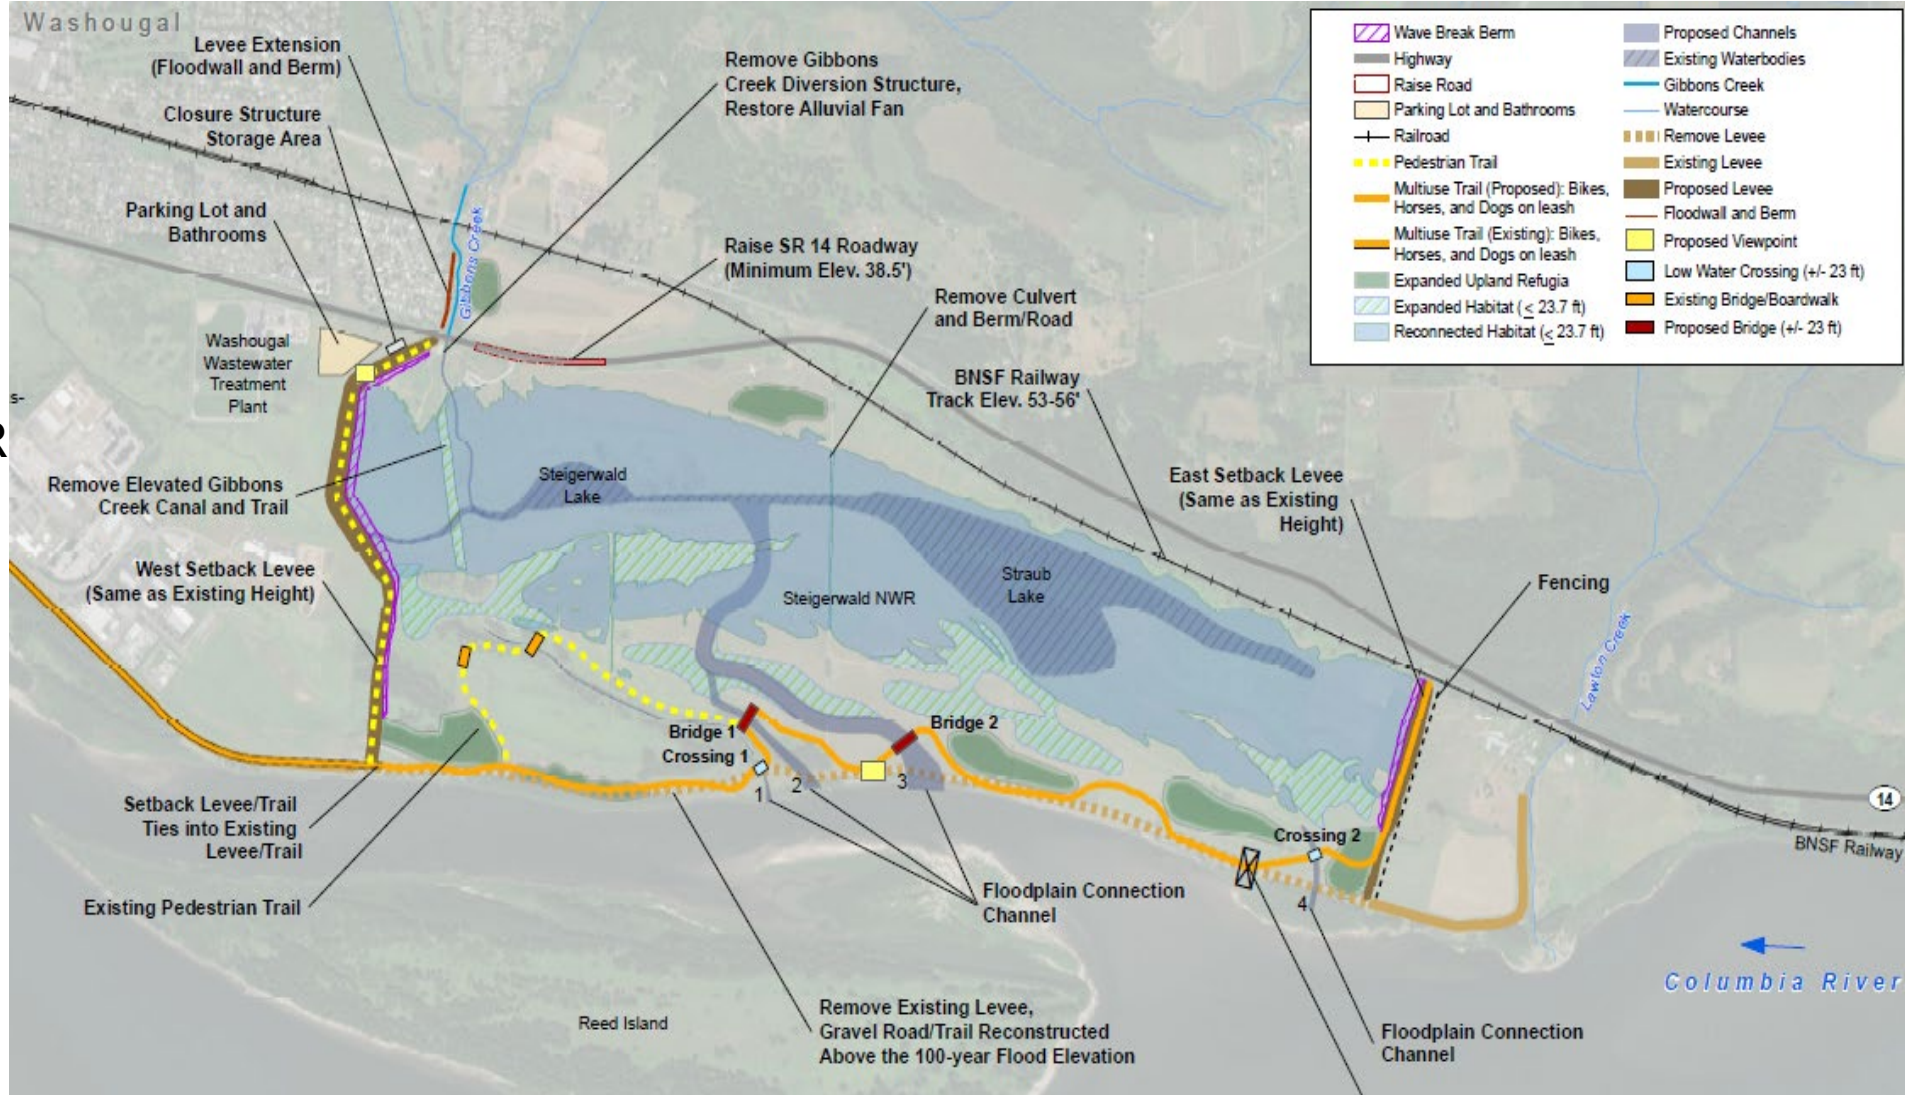 Washougal
Levee Extension
(Floodwall and Berm)
Closure Structure
Storage Area
Parking Lot and
Bathrooms
Remove Gibbons
Creek Diversion Structure,
Restore Alluvial Fan
Gibbons Creek
Raise SR 14 Roadway
(Minimum Elev. 38.5')
Remove Culvert
and Berm/Road
BNSF Railway
Track Elev. 53-56'
Washougal
Wastewater
Treatment
Plant
s-
R
Remove Elevated Gibbons
Creek Canal and Trail
Steigerwald
Lake
East Setback Levee
(Same as Existing
Height)
West Setback Levee
(Same as Existing Height)
Steigerwald NWR
Straub
Lake
Fencing
Lawton Creek
Bridge 1
Crossing 1
Bridge 2
1
2
3
Crossing 2
4
14
BNSF Railway
Setback Levee/Trail
Ties into Existing
Levee/Trail
Existing Pedestrian Trail
Floodplain Connection
Channel
Columbia River
Reed Island
Remove Existing Levee,
Gravel Road/Trail Reconstructed
Above the 100-year Flood Elevation
Floodplain Connection
Channel
Wave Break Berm
Highway
Raise Road
Parking Lot and Bathrooms
Railroad
Pedestrian Trail
Multiuse Trail (Proposed): Bikes,
Horses, and Dogs on leash
Multiuse Trail (Existing): Bikes,
Horses, and Dogs on leash
Expanded Upland Refugia
Expanded Habitat (≤ 23.7 ft)
Reconnected Habitat (≤ 23.7 ft)
Proposed Channels
Existing Waterbodies
Gibbons Creek
Watercourse
Remove Levee
Existing Levee
Proposed Levee
Floodwall and Berm
Proposed Viewpoint
Low Water Crossing (+/- 23 ft)
Existing Bridge/Boardwalk
Proposed Bridge (+/- 23 ft)